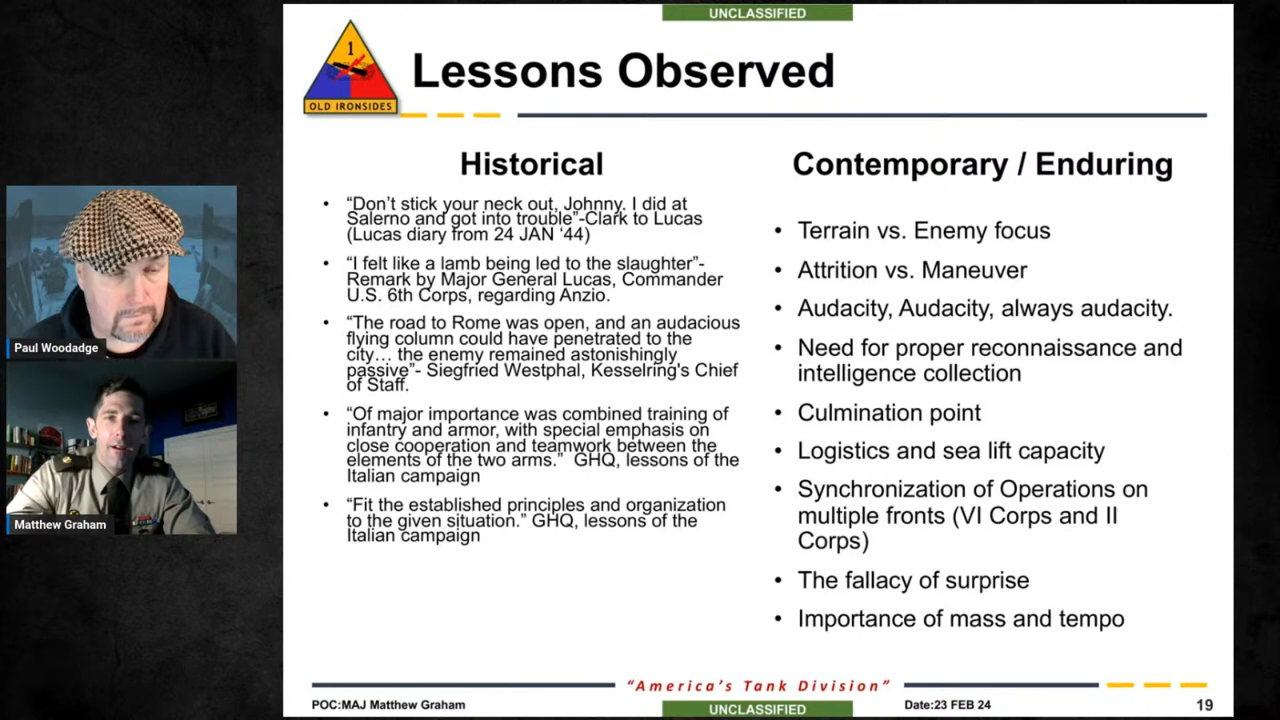 UNCLASSIFIED
1
OLD IRONSIDES
Lessons Observed
Historical
• “Don’t stick your neck out, Johnny. I did at
Salerno and got into trouble”-Clark to Lucas
(Lucas diary from 24 JAN ‘44)
• “I felt like a lamb being led to the slaughter”-
Remark by Major General Lucas, Commander
U.S. 6th Corps, regarding Anzio.
• “The road to Rome was open, and an audacious
flying column could have penetrated to the
city… the enemy remained astonishingly
passive”- Siegfried Westphal, Kesselring's Chief
of Staff.
• “Of major importance was combined training of
infantry and armor, with special emphasis on
close cooperation and teamwork between the
elements of the two arms.”  GHQ, lessons of the
Italian campaign
• “Fit the established principles and organization
to the given situation.” GHQ, lessons of the
Italian campaign
Contemporary / Enduring
• Terrain vs. Enemy focus
• Attrition vs. Maneuver
• Audacity, Audacity, always audacity.
• Need for proper reconnaissance and
intelligence collection
• Culmination point
• Logistics and sea lift capacity
• Synchronization of Operations on
multiple fronts (VI Corps and II
Corps)
• The fallacy of surprise
• Importance of mass and tempo
Paul Woodadge
Matthew Graham
“America’s Tank Division”
POC:MAJ Matthew Graham
UNCLASSIFIED
Date:23 FEB 24
19